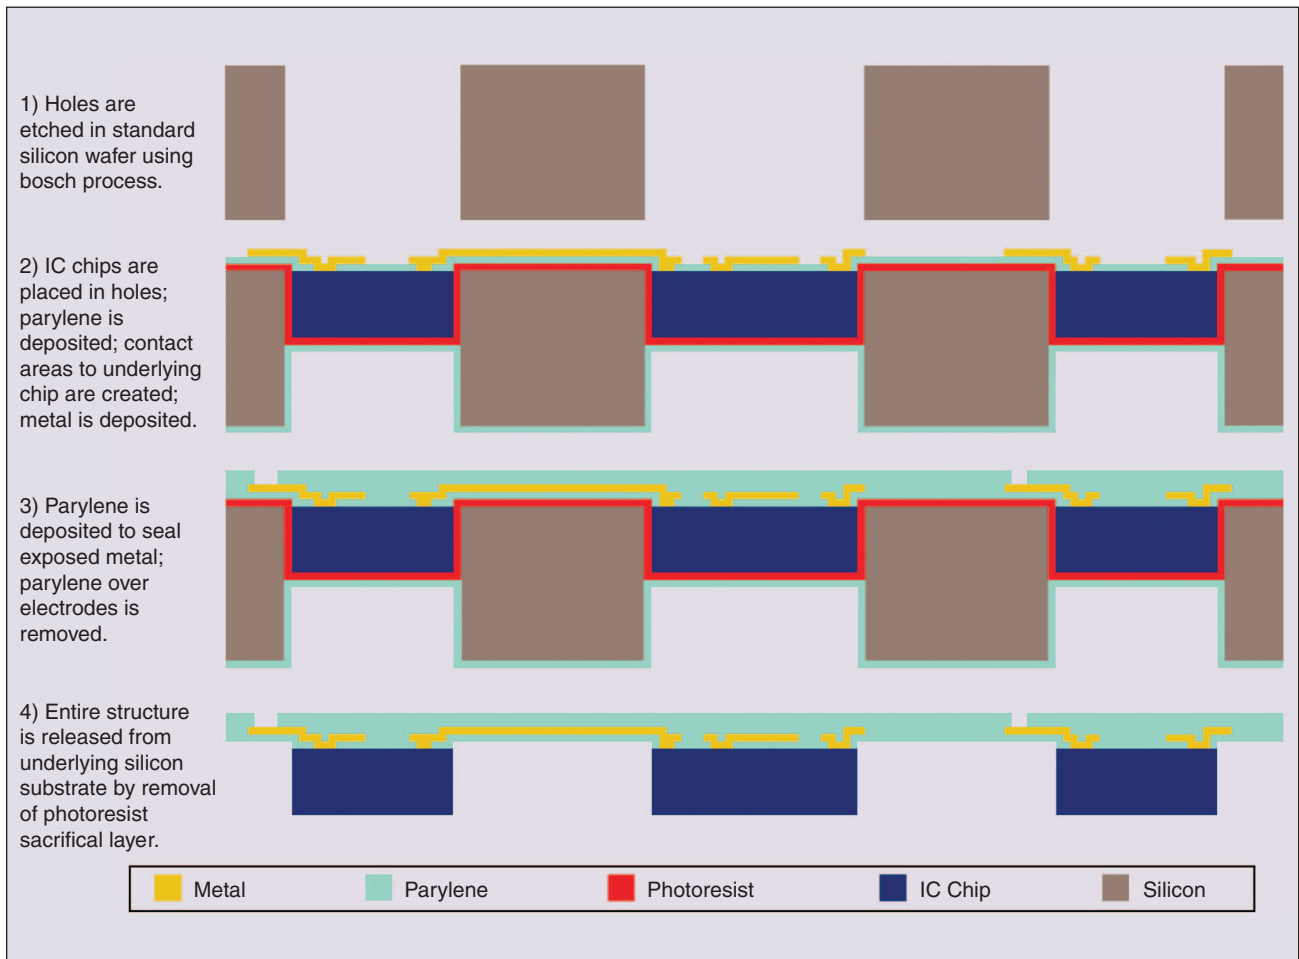 1) Holes are
etched in standard
silicon wafer using
bosch process.
2) IC chips are
placed in holes;
parylene is
deposited; contact
areas to underlying
chip are created;
metal is deposited.
3) Parylene is
deposited to seal
exposed metal;
parylene over
electrodes is
removed.
4) Entire structure
is released from
underlying silicon
substrate by removal
of photoresist
sacrifical layer.
Metal
Parylene
Photoresist
IC Chip
Silicon